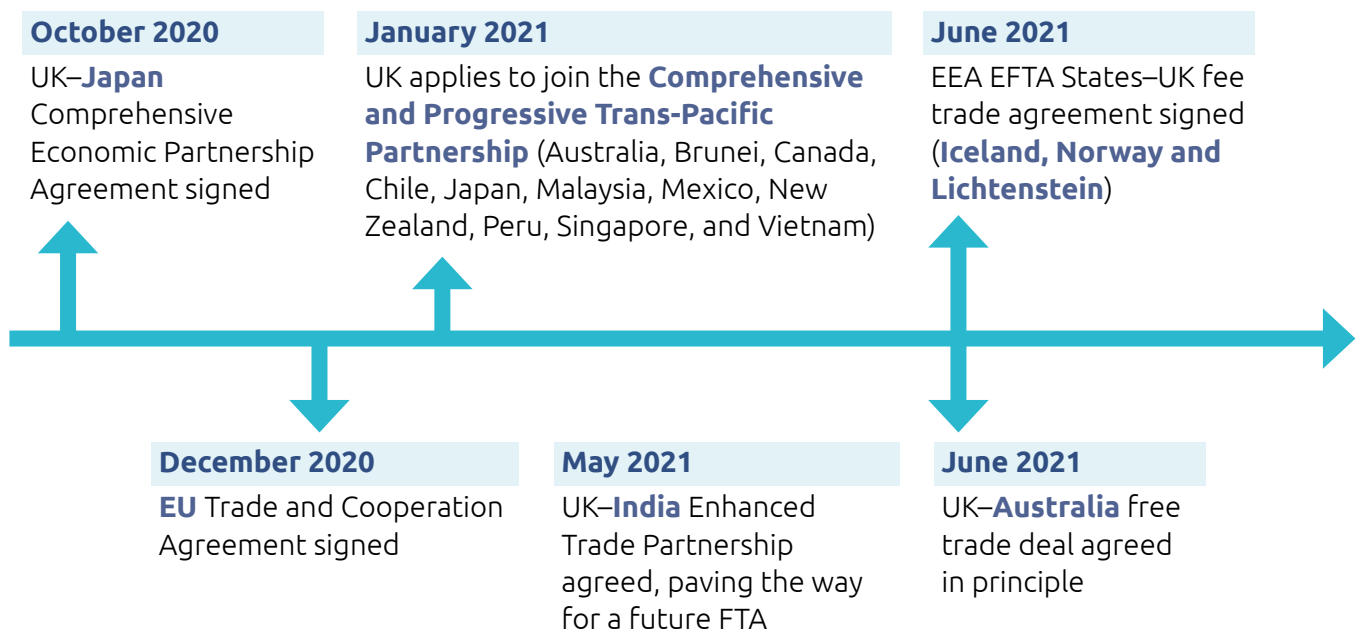 October 2020
UK–Japan
Comprehensive
Economic Partnership
Agreement signed
January 2021
UK applies to join the Comprehensive
and Progressive Trans-Pacific
Partnership (Australia, Brunei, Canada,
Chile, Japan, Malaysia, Mexico, New
Zealand, Peru, Singapore, and Vietnam)
June 2021
EEA EFTA States–UK fee
trade agreement signed
(Iceland, Norway and
Lichtenstein)
December 2020
EU Trade and Cooperation
Agreement signed
May 2021
UK–India Enhanced
Trade Partnership
agreed, paving the way
for a future FTA
June 2021
UK–Australia free
trade deal agreed
in principle